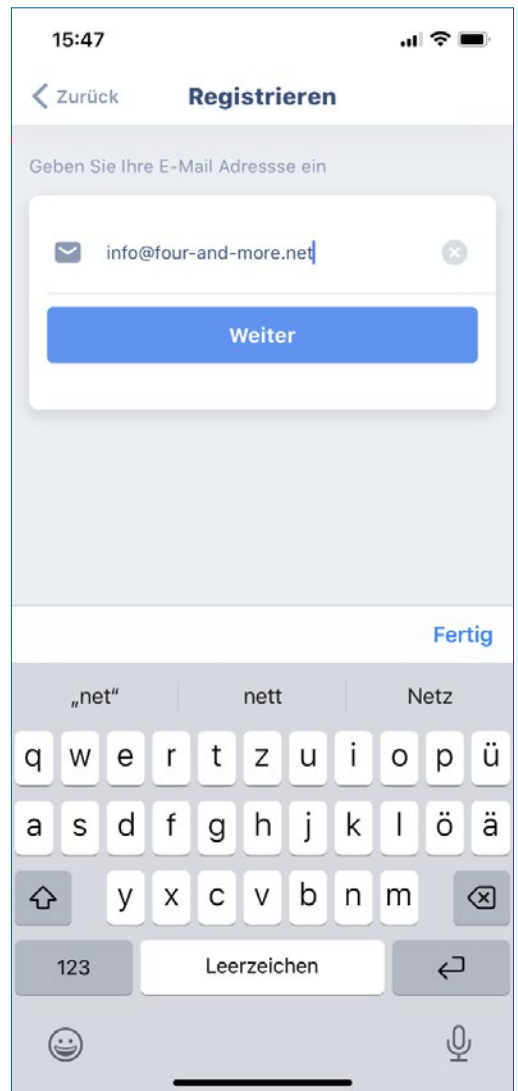 15:47
Zurück Registrieren
Geben Sie Ihre E-Mail Adressse ein
info@four-and-more.net
Weiter
Fertig
„net“ nett Netz
q w e r t z u i o p ü
a s d f g h j k l ö ä
y x c v b n m
123 Leerzeichen